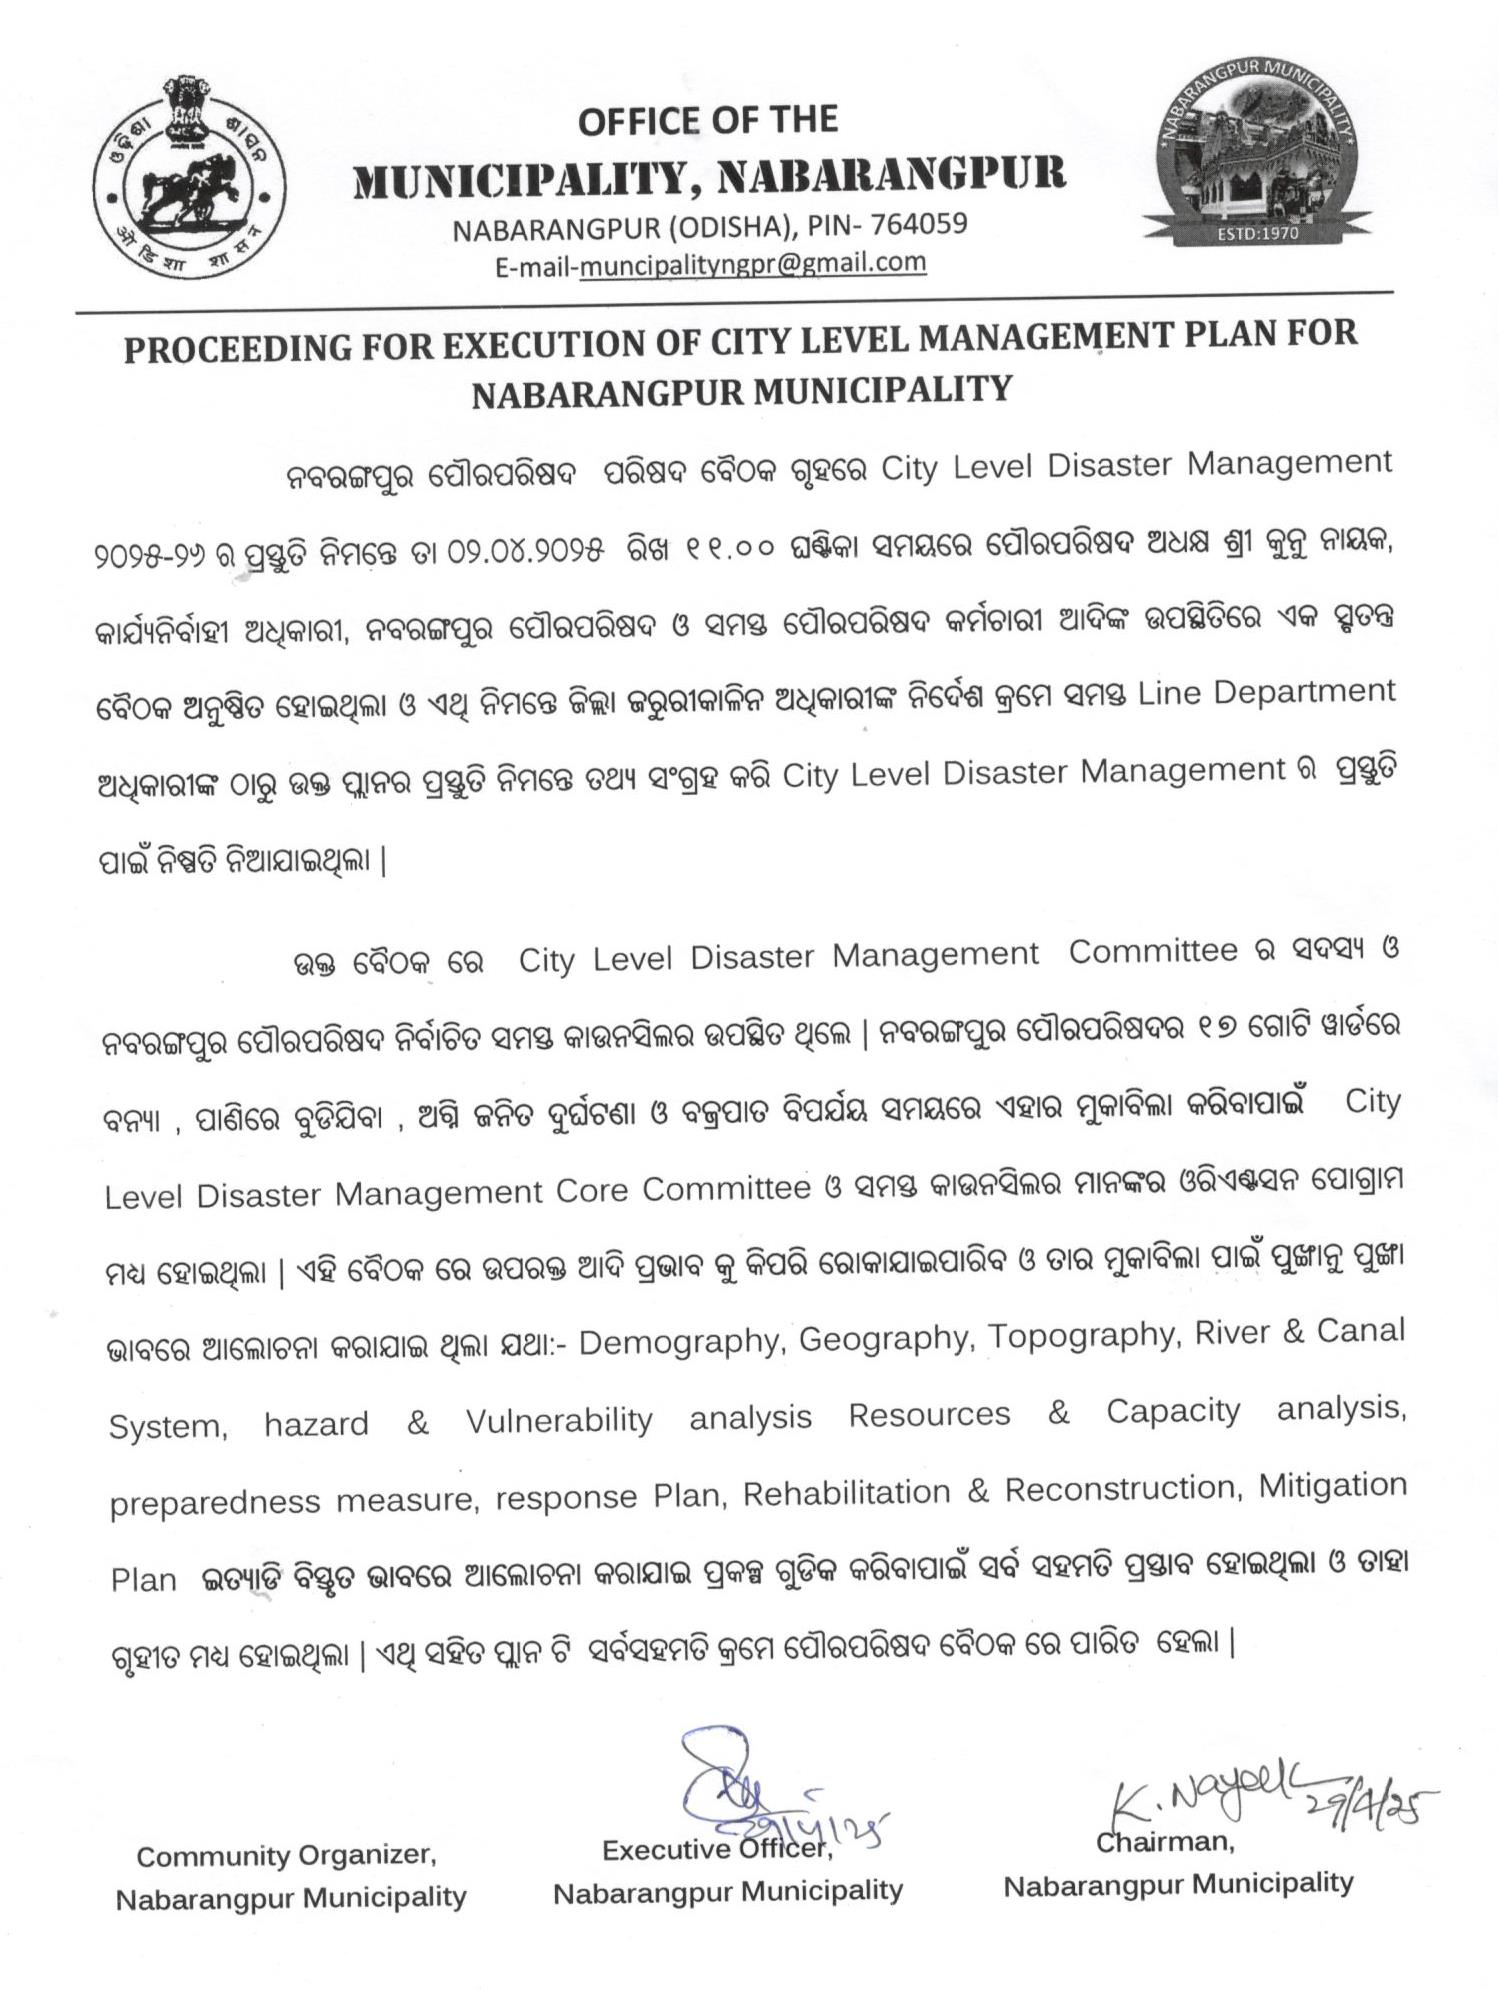 ଓଡ଼ିଶା ଶାସନ
ओडिशा शासन
NABARANGPUR MUNICIPALITY
ESTD:1970
OFFICE OF THE
MUNICIPALITY, NABARANGPUR
NABARANGPUR (ODISHA), PIN- 764059
E-mail-muncipalityngpr@gmail.com
PROCEEDING FOR EXECUTION OF CITY LEVEL MANAGEMENT PLAN FOR
NABARANGPUR MUNICIPALITY
ନବରଙ୍ଗପୁର ପୌରପରିଷଦ ପରିଷଦ ବୈଠକ ଗୃହରେ City Level Disaster Management
୨୦୨୫-୨୬ ର ପ୍ରସ୍ତୁତି ନିମନ୍ତେ ତା ୦୨.୦୪.୨୦୨୫ ରିଖ ୧୧.୦୦ ଘଣ୍ଟିକା ସମୟରେ ପୌରପରିଷଦ ଅଧକ୍ଷ ଶ୍ରୀ କୁନୁ ନାୟକ,
କାର୍ଯ୍ୟନିର୍ବାହୀ ଅଧିକାରୀ, ନବରଙ୍ଗପୁର ପୌରପରିଷଦ ଓ ସମସ୍ତ ପୌରପରିଷଦ କର୍ମଚାରୀ ଆଦିଙ୍କ ଉପସ୍ଥିତିରେ ଏକ ସ୍ଵତନ୍ତ୍ର
ବୈଠକ ଅନୁଷ୍ଠିତ ହୋଇଥିଲା ଓ ଏଥି ନିମନ୍ତେ ଜିଲ୍ଲା ଜରୁରୀକାଳିନ ଅଧିକାରୀଙ୍କ ନିର୍ଦେଶ କ୍ରମେ ସମସ୍ତ Line Department
ଅଧିକାରୀଙ୍କ ଠାରୁ ଉକ୍ତ ପ୍ଲାନର ପ୍ରସ୍ତୁତି ନିମନ୍ତେ ତଥ୍ୟ ସଂଗ୍ରହ କରି City Level Disaster Management ର ପ୍ରସ୍ତୁତି
ପାଇଁ ନିଷ୍ପତି ନିଆଯାଇଥିଲା |
ଉକ୍ତ ବୈଠକ ରେ City Level Disaster Management Committee ର ସଦସ୍ୟ ଓ
ନବରଙ୍ଗପୁର ପୌରପରିଷଦ ନିର୍ବାଚିତ ସମସ୍ତ କାଉନସିଲର ଉପସ୍ଥିତ ଥିଲେ | ନବରଙ୍ଗପୁର ପୌରପରିଷଦର ୧୭ ଗୋଟି ୱାର୍ଡରେ
ବନ୍ୟା , ପାଣିରେ ବୁଡିଯିବା , ଅଗ୍ନି ଜନିତ ଦୁର୍ଘଟଣା ଓ ବଜ୍ରପାତ ବିପର୍ଯୟ ସମୟରେ ଏହାର ମୁକାବିଲା କରିବାପାଇଁ City
Level Disaster Management Core Committee ଓ ସମସ୍ତ କାଉନସିଲର ମାନଙ୍କର ଓରିଏଣ୍ଟସନ ପୋଗ୍ରାମ
ମଧ୍ୟ ହୋଇଥିଲା | ଏହି ବୈଠକ ରେ ଉପରକ୍ତ ଆଦି ପ୍ରଭାବ କୁ କିପରି ରୋକାଯାଇପାରିବ ଓ ତାର ମୁକାବିଲା ପାଇଁ ପୁଙ୍ଖାନୁ ପୁଙ୍ଖା
ଭାବରେ ଆଲୋଚନା କରାଯାଇ ଥିଲା ଯଥା:- Demography, Geography, Topography, River & Canal
System, hazard & Vulnerability analysis Resources & Capacity analysis,
preparedness measure, response Plan, Rehabilitation & Reconstruction, Mitigation
Plan ଇତ୍ୟାଡି ବିସ୍ତୃତ ଭାବରେ ଆଲୋଚନା କରାଯାଇ ପ୍ରକଳ୍ପ ଗୁଡିକ କରିବାପାଇଁ ସର୍ବ ସହମତି ପ୍ରସ୍ତାବ ହୋଇଥିଲା ଓ ତାହା
ଗୃହୀତ ମଧ୍ୟ ହୋଇଥିଲା | ଏଥି ସହିତ ପ୍ଲାନ ଟି ସର୍ବସହମତି କ୍ରମେ ପୌରପରିଷଦ ବୈଠକ ରେ ପାରିତ ହେଲା |
K. Nayak
29/4/25
Community Organizer,
Nabarangpur Municipality
Executive Officer,
Nabarangpur Municipality
Chairman,
Nabarangpur Municipality